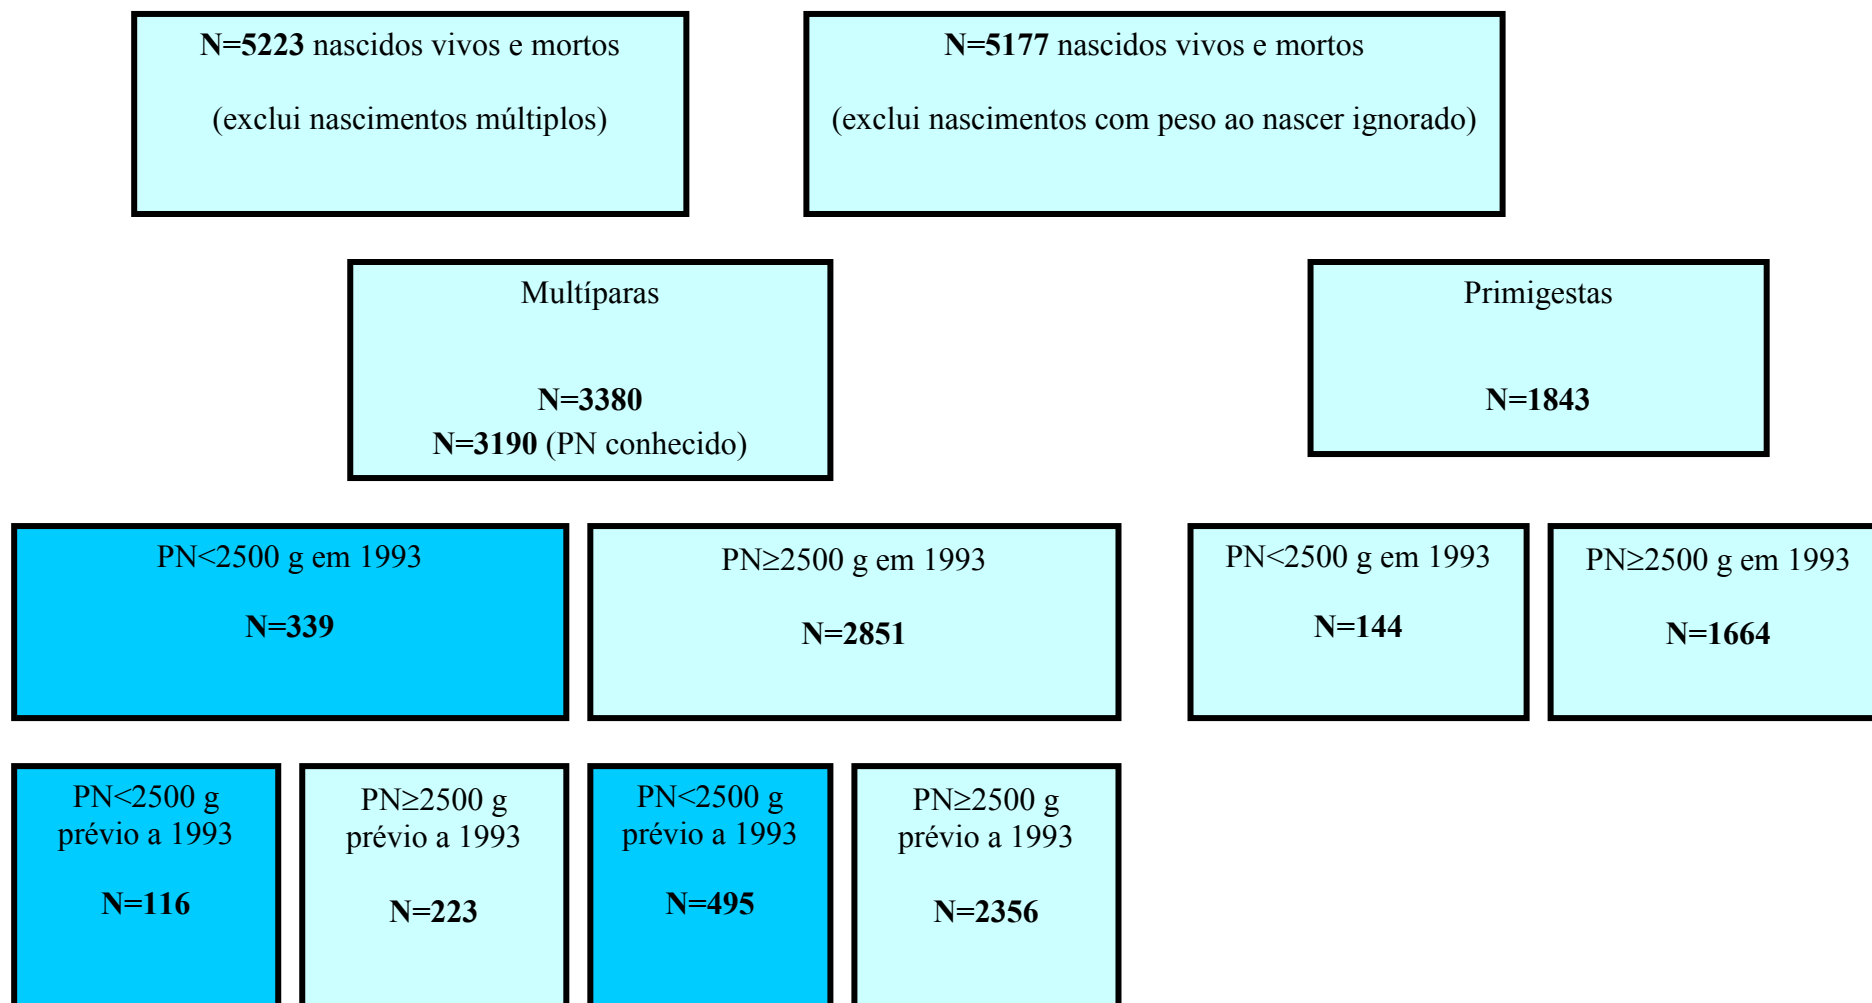 N=5223 nascidos vivos e mortos
(exclui nascimentos múltiplos)
N=5177 nascidos vivos e mortos
(exclui nascimentos com peso ao nascer ignorado)
Multíparas
N=3380
N=3190 (PN conhecido)
Primigestas
N=1843
PN<2500 g em 1993
N=339
PN≥2500 g em 1993
N=2851
PN<2500 g em 1993
N=144
PN≥2500 g em 1993
N=1664
PN<2500 g
prévio a 1993
N=116
PN≥2500 g
prévio a 1993
N=223
PN<2500 g
prévio a 1993
N=495
PN≥2500 g
prévio a 1993
N=2356